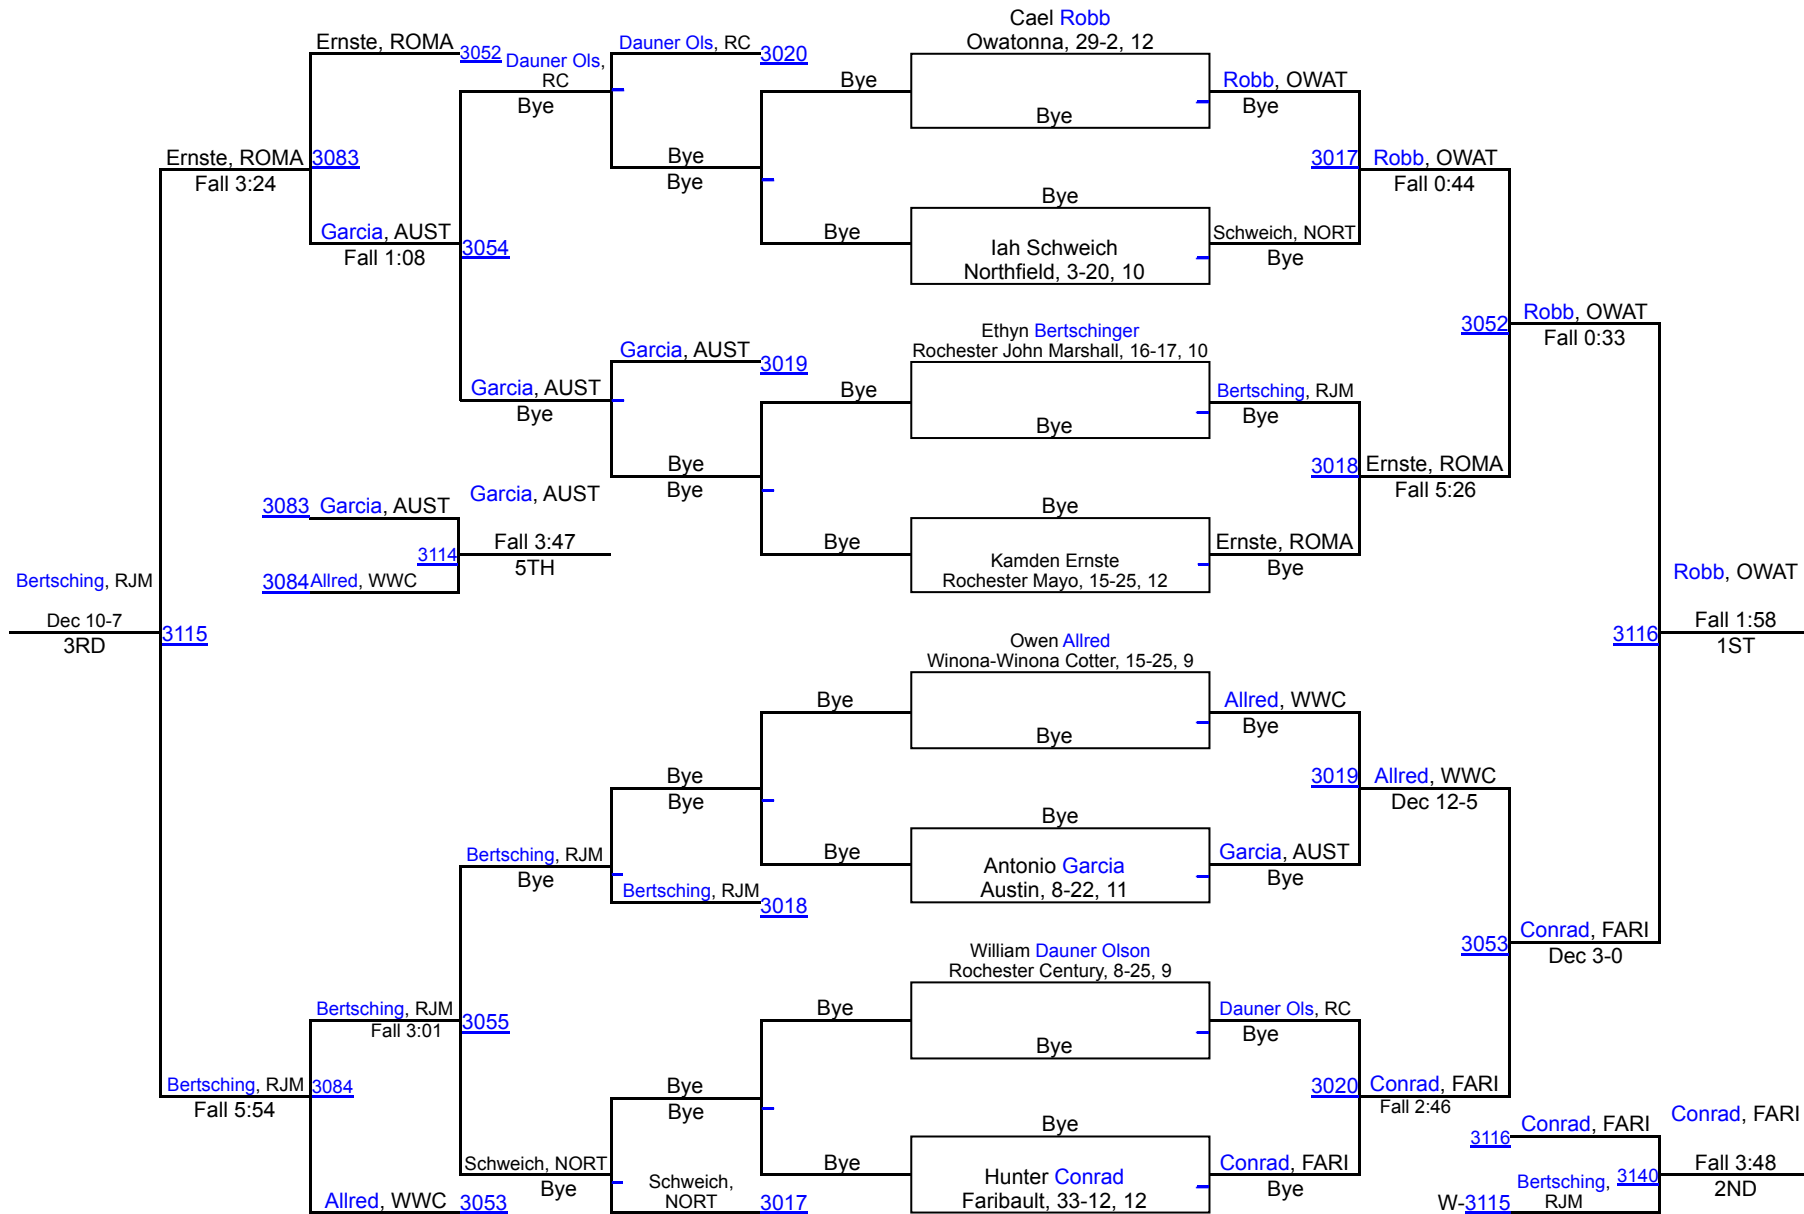 Cael Robb
Owatonna, 29-2, 12
Ernste, ROMA
3052
Dauner Ols,
RC
Bye
Dauner Ols, RC
3020
Bye
Bye
Robb, OWAT
Bye
Ernste, ROMA
3083
Fall 3:24
Bye
Bye
3017
Robb, OWAT
Fall 0:44
Bye
Garcia, AUST
Fall 1:08
3054
Bye
Iah Schweich
Northfield, 3-20, 10
Schweich, NORT
Bye
3052
Robb, OWAT
Fall 0:33
Ethyn Bertschinger
Rochester John Marshall, 16-17, 10
Garcia, AUST
3019
Garcia, AUST
Bye
Bye
Bye
Bertsching, RJM
Bye
Bye
Bye
3018
Ernste, ROMA
Fall 5:26
3083
Garcia, AUST
Garcia, AUST
3114
Fall 3:47
5TH
3084
Allred, WWC
Bye
Bye
Kamden Ernste
Rochester Mayo, 15-25, 12
Ernste, ROMA
Bye
Bertsching, RJM
Dec 10-7
3RD
3115
Robb, OWAT
3116
Fall 1:58
1ST
Owen Allred
Winona-Winona Cotter, 15-25, 9
Bye
Bye
Allred, WWC
Bye
Bye
Bye
3019
Allred, WWC
Dec 12-5
Bye
Bertsching, RJM
Bye
Bye
Antonio Garcia
Austin, 8-22, 11
Garcia, AUST
Bye
Bertsching, RJM
3018
3053
Conrad, FARI
Dec 3-0
William Dauner Olson
Rochester Century, 8-25, 9
Bertsching, RJM
Fall 3:01
3055
Bye
Bye
Dauner Ols, RC
Bye
Bertsching, RJM
3084
Fall 5:54
Bye
Bye
3020
Conrad, FARI
Fall 2:46
Bye
Schweich, NORT
Bye
Bye
Hunter Conrad
Faribault, 33-12, 12
Conrad, FARI
Bye
Allred, WWC
3053
Schweich,
NORT
3017
3116
Conrad, FARI
Conrad, FARI
W-3115
Bertsching,
RJM
3140
Fall 3:48
2ND